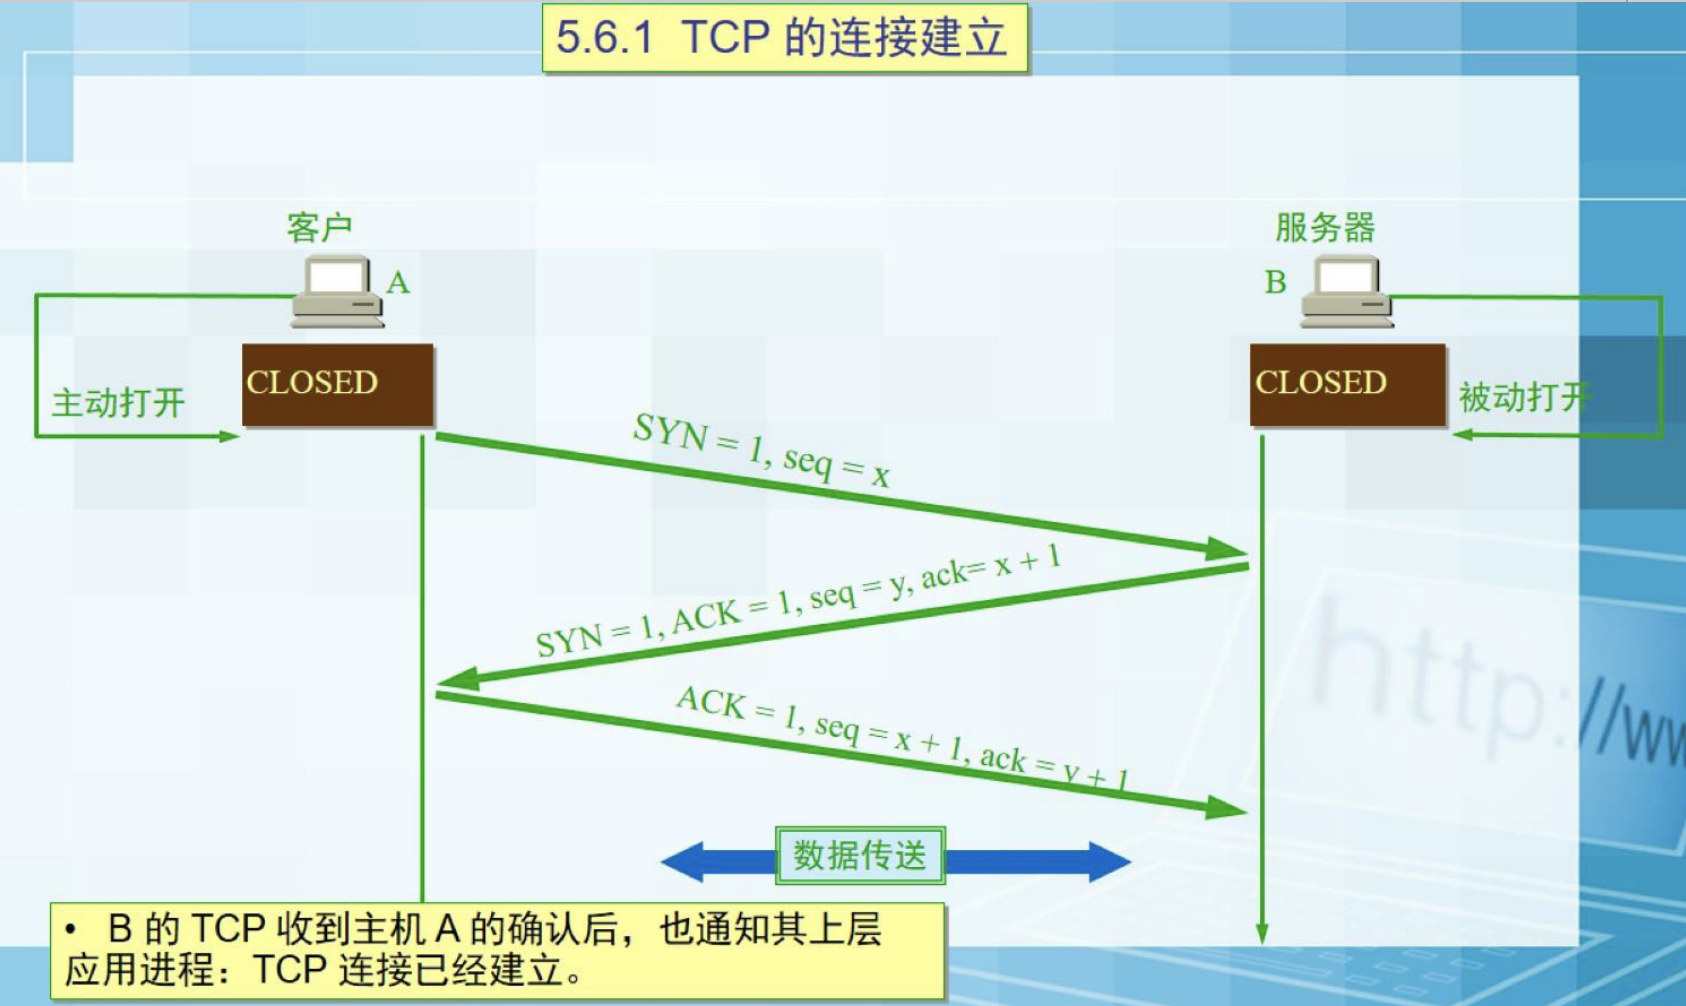 5.6.1 TCP 的连接建立
客户
服务器
A
B
CLOSED
CLOSED
主动打开
被动打开
SYN = 1, seq = x
SYN = 1, ACK = 1, seq = y, ack= x + 1
ACK = 1, seq = x + 1, ack = y + 1
http://ww
数据传送
• B 的 TCP 收到主机 A 的确认后，也通知其上层
应用进程：TCP 连接已经建立。